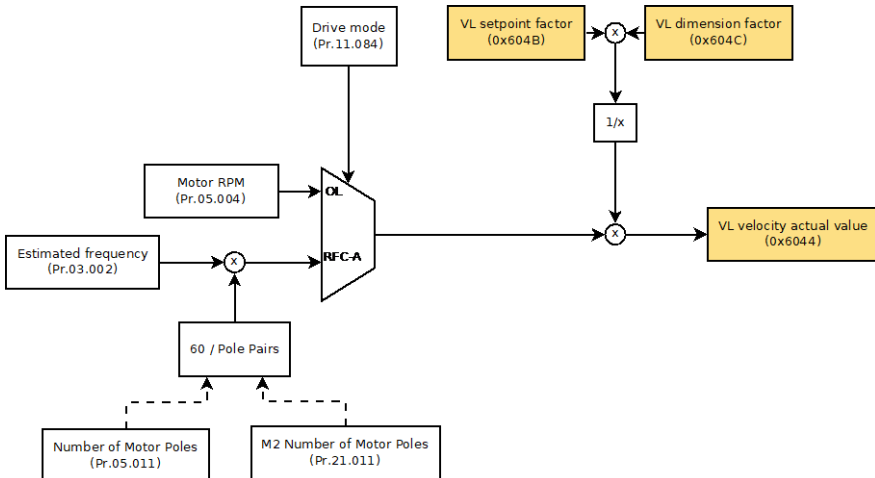 Drive mode
(Pr.11.084)
VL setpoint factor
(0x604B)
x
VL dimension factor
(0x604C)
1/x
Motor RPM
(Pr.05.004)
OL
Estimated frequency
(Pr.03.002)
x
RFC-A
x
VL velocity actual value
(0x6044)
60 / Pole Pairs
Number of Motor Poles
(Pr.05.011)
M2 Number of Motor Poles
(Pr.21.011)